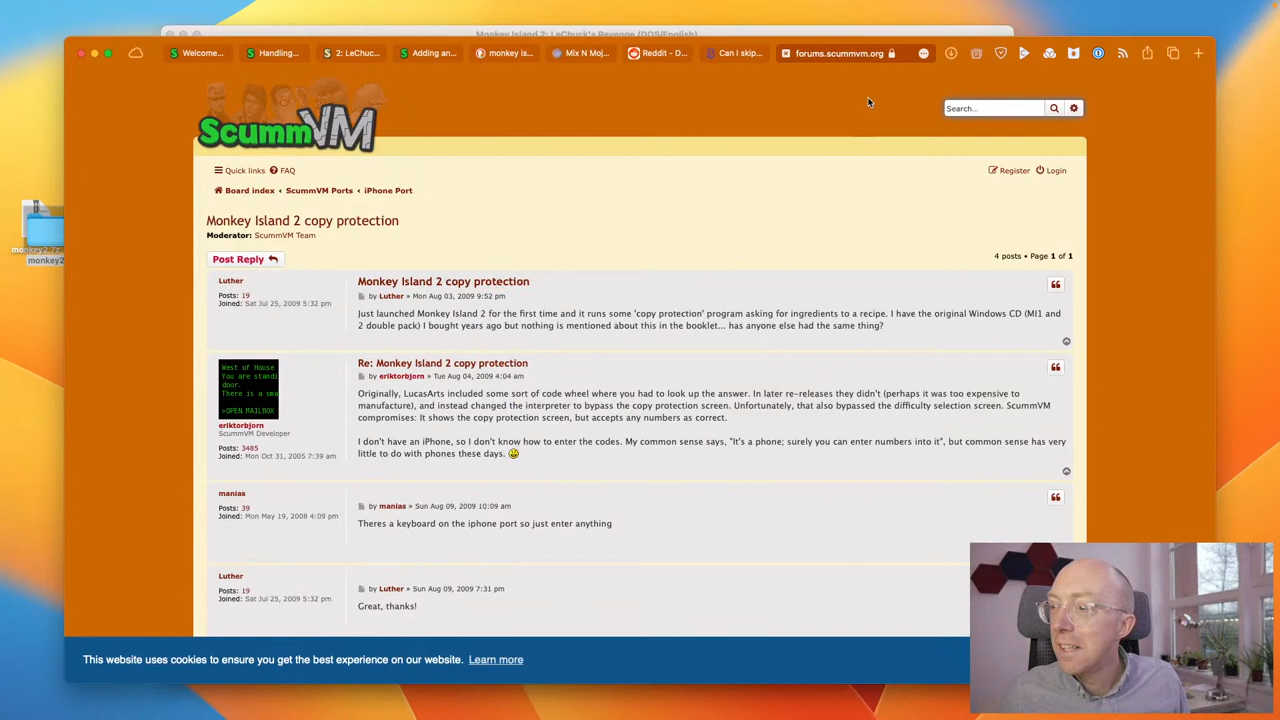 Monkey Island 2: LeChuck's Revenge (DOS/English)
Welcome...
Handling...
2: LeChuc...
Adding an...
monkey is...
Mix N Moj...
Reddit - D...
Can I skip...
forums.scummvm.org
ScummVM
Search...
Quick links
FAQ
Register
Login
Board index ‹ ScummVM Ports ‹ iPhone Port
Monkey Island 2 copy protection
Moderator: ScummVM Team
Post Reply
4 posts • Page 1 of 1
Luther
Posts: 19
Joined: Sat Jul 25, 2009 5:32 pm
Monkey Island 2 copy protection
by Luther » Mon Aug 03, 2009 9:52 pm
Just launched Monkey Island 2 for the first time and it runs some 'copy protection' program asking for ingredients to a recipe. I have the original Windows CD (MI1 and
2 double pack) I bought years ago but nothing is mentioned about this in the booklet... has anyone else had the same thing?
West of House
You are standi
door.
There is a sma
>OPEN MAILBOX
eriktorbjorn
ScummVM Developer
Posts: 3485
Joined: Mon Oct 31, 2005 7:39 am
Re: Monkey Island 2 copy protection
by eriktorbjorn » Tue Aug 04, 2009 4:04 am
Originally, LucasArts included some sort of code wheel where you had to look up the answer. In later re-releases they didn't (perhaps it was too expensive to
manufacture), and instead changed the interpreter to bypass the copy protection screen. Unfortunately, that also bypassed the difficulty selection screen. ScummVM
compromises: It shows the copy protection screen, but accepts any numbers as correct.
I don't have an iPhone, so I don't know how to enter the codes. My common sense says, "It's a phone; surely you can enter numbers into it", but common sense has very
little to do with phones these days.
manias
Posts: 39
Joined: Mon May 19, 2008 4:09 pm
by manias » Sun Aug 09, 2009 10:09 am
Theres a keyboard on the iphone port so just enter anything
Luther
Posts: 19
Joined: Sat Jul 25, 2009 5:32 pm
by Luther » Sun Aug 09, 2009 7:31 pm
Great, thanks!
monkey2
This website uses cookies to ensure you get the best experience on our website. Learn more